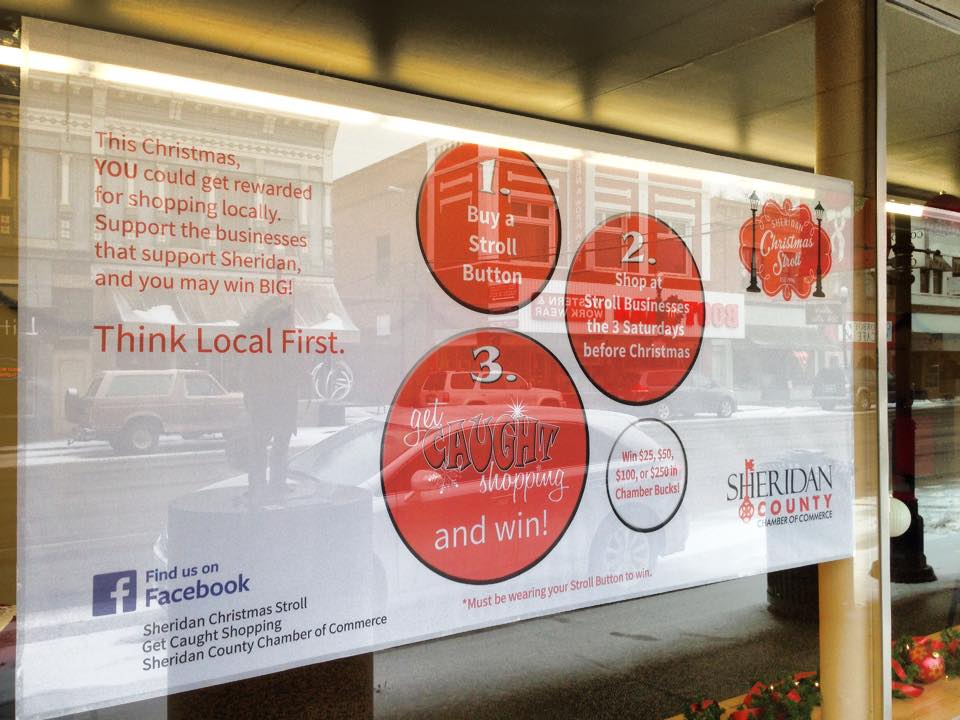 This Christmas,
YOU could get rewarded
for shopping locally.
Support the businesses
that support Sheridan,
and you may win BIG!
Think Local First.
1.
Buy a
Stroll
Button
2.
Shop at
Stroll Businesses
the 3 Saturdays
before Christmas
3.
get
CAUGHT
shopping
and win!
Win $25, $50,
$100, or $250 in
Chamber Bucks!
SHERIDAN
Christmas
Stroll
SHERIDAN
COUNTY
CHAMBER OF COMMERCE
*Must be wearing your Stroll Button to win.
f
Find us on
Facebook
Sheridan Christmas Stroll
Get Caught Shopping
Sheridan County Chamber of Commerce
WESTERN &
WORK WEAR